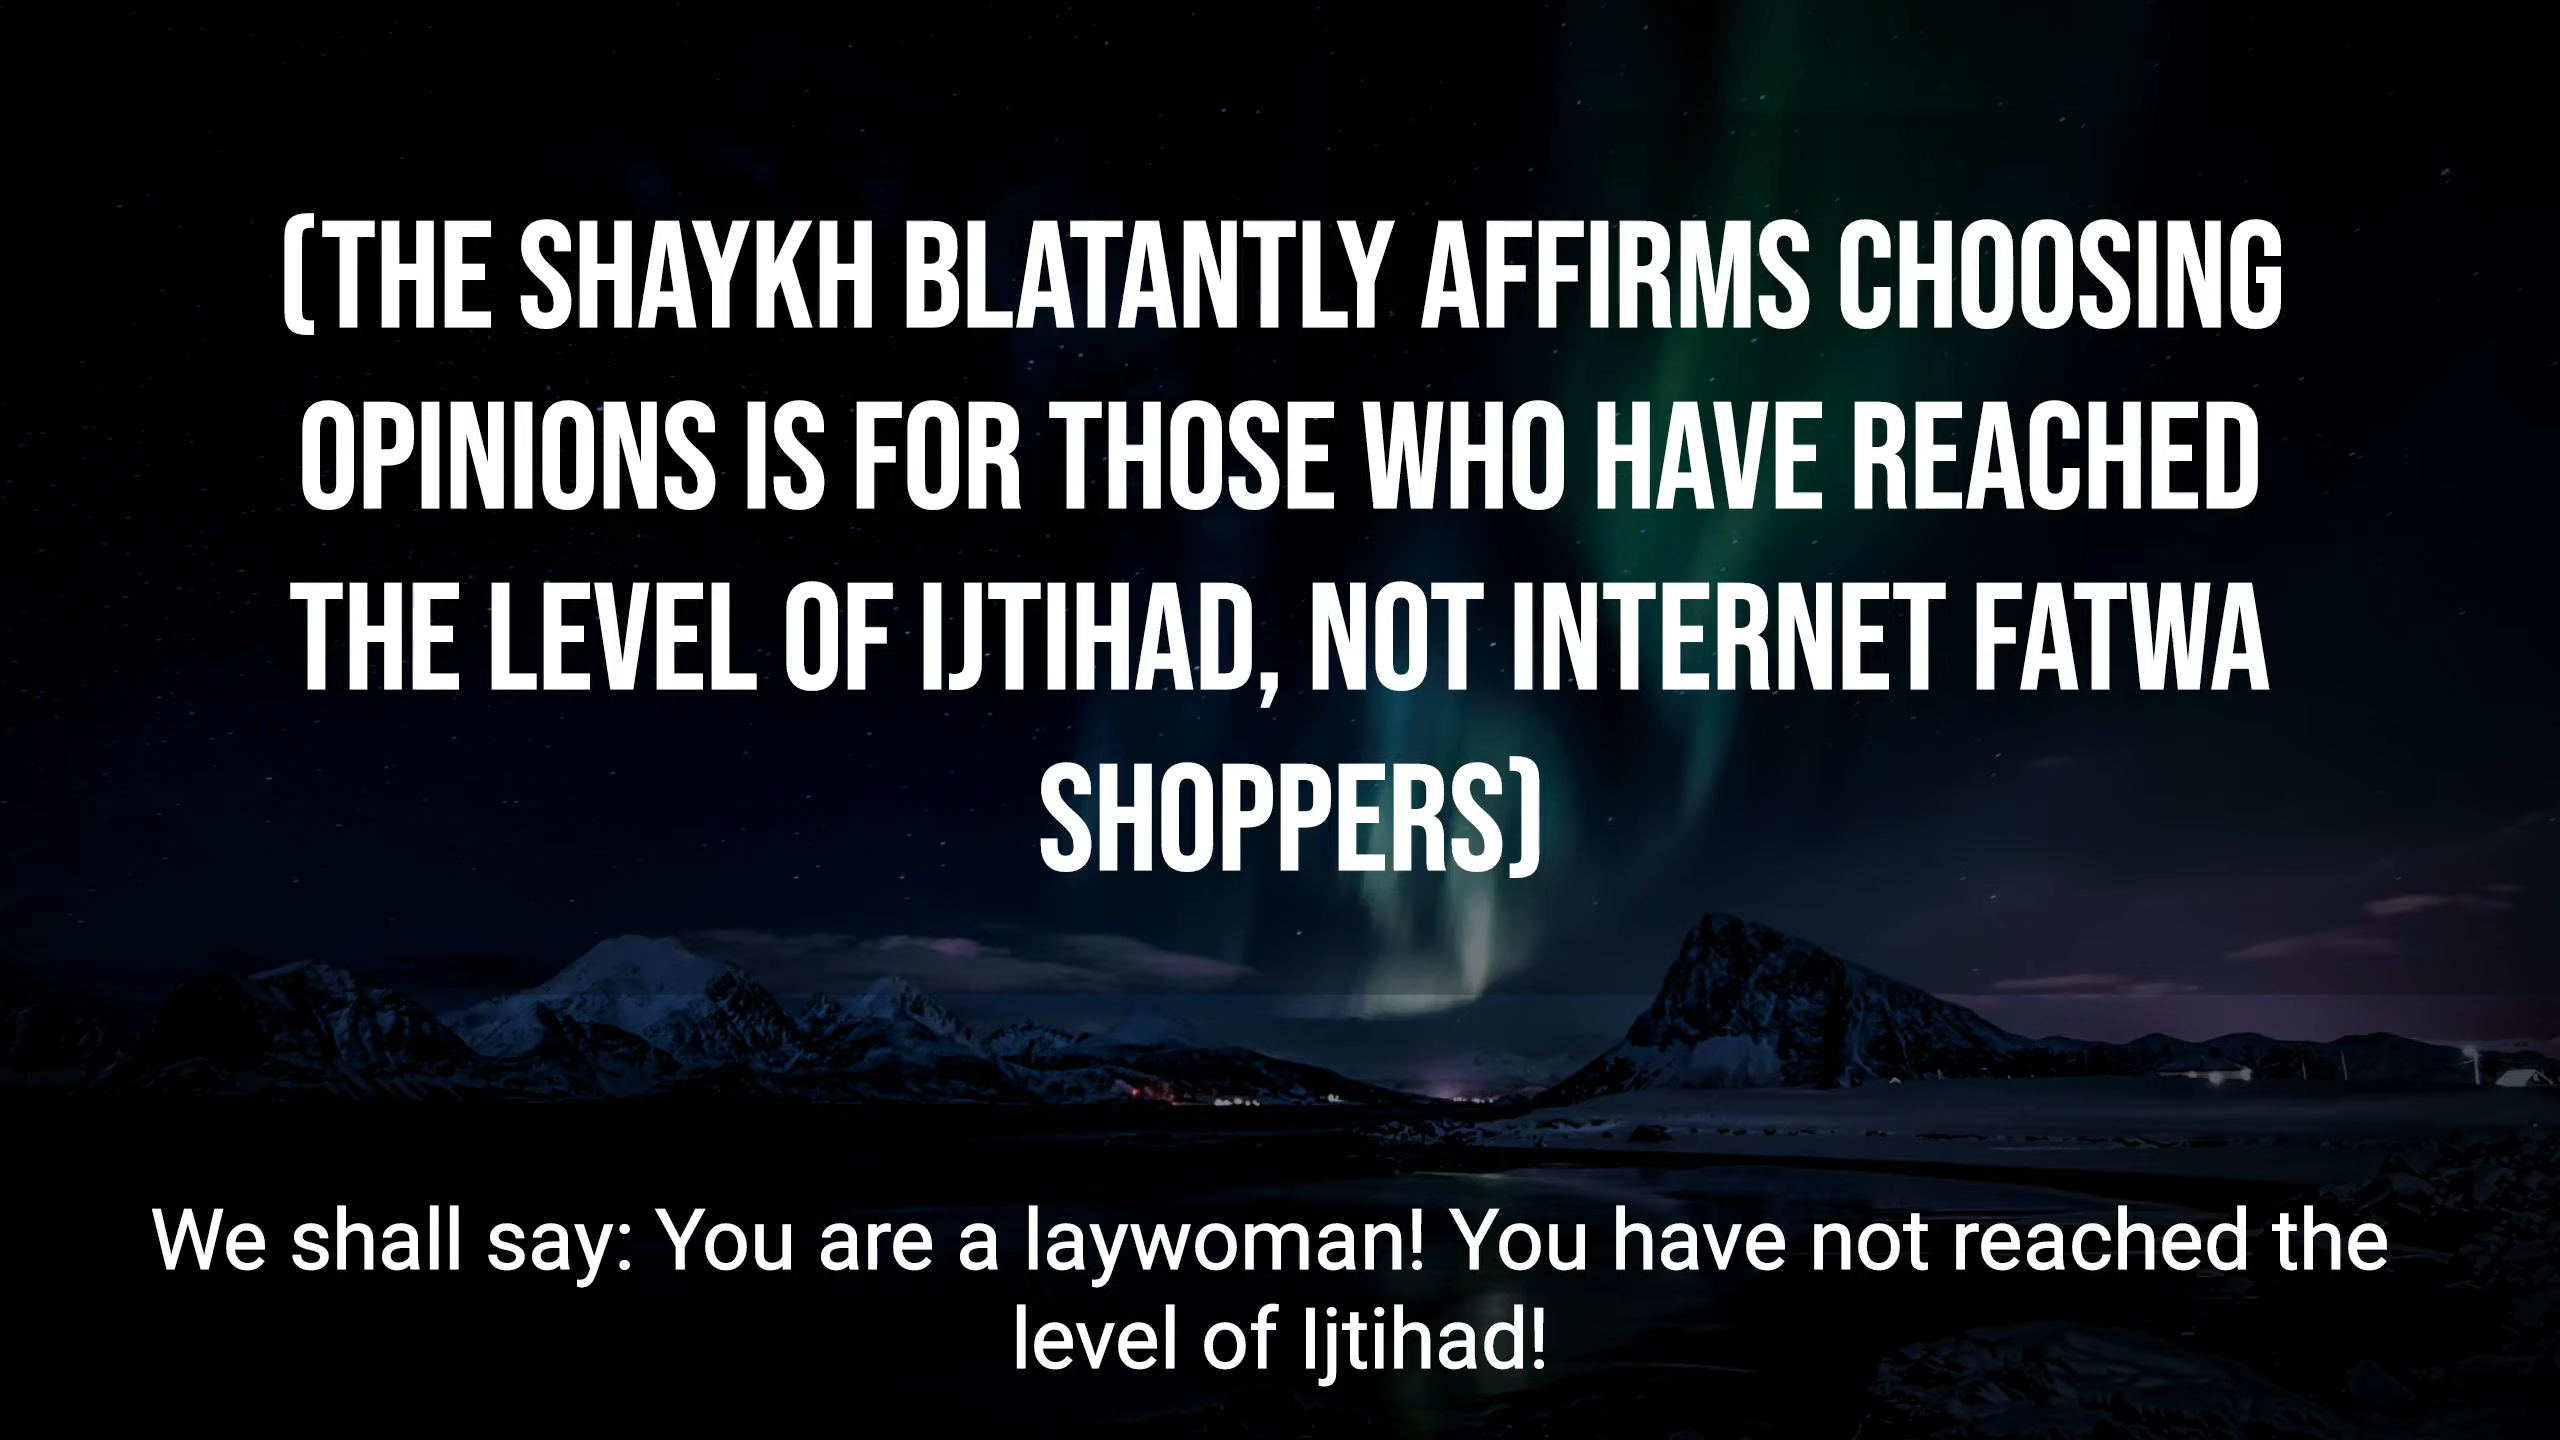 (THE SHAYKH BLATANTLY AFFIRMS CHOOSING
OPINIONS IS FOR THOSE WHO HAVE REACHED
THE LEVEL OF IJTIHAD, NOT INTERNET FATWA
SHOPPERS)
We shall say: You are a laywoman! You have not reached the
level of Ijtihad!